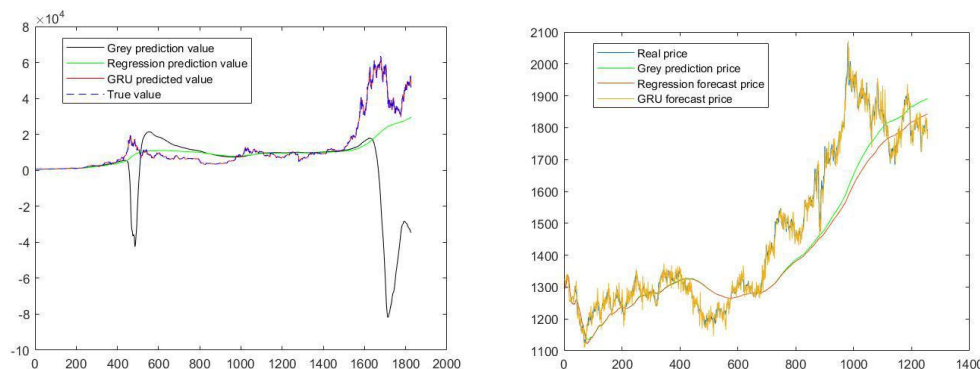 ×10⁴
8
6
4
2
0
-2
-4
-6
-8
-10
0 200 400 600 800 1000 1200 1400 1600 1800 2000
Grey prediction value
Regression prediction value
GRU predicted value
True value
2100
2000
1900
1800
1700
1600
1500
1400
1300
1200
1100
0 200 400 600 800 1000 1200 1400
Real price
Grey prediction price
Regression forecast price
GRU forecast price